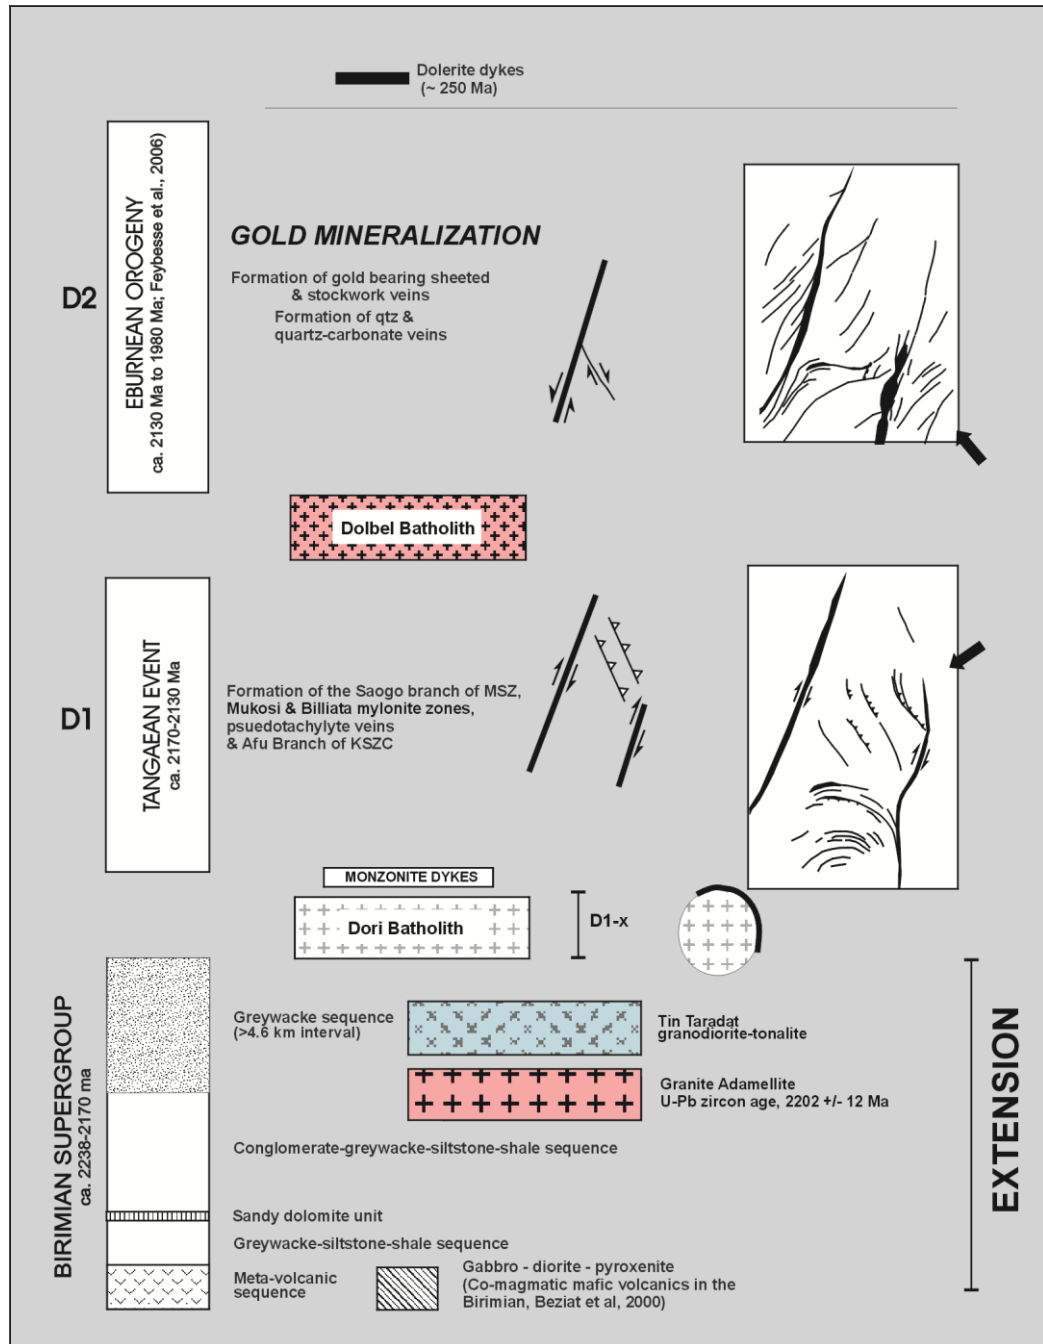 Dolerite dykes
(~ 250 Ma)
D2
EBURNEAN OROGENY
ca. 2130 Ma to 1980 Ma; Feybesse et al., 2006)
GOLD MINERALIZATION
Formation of gold bearing sheeted
& stockwork veins
Formation of qtz &
quartz-carbonate veins
Dolbel Batholith
D1
TANGAEAN EVENT
ca. 2170-2130 Ma
Formation of the Saogo branch of MSZ,
Mukosi & Billiata mylonite zones,
psuedotachylyte veins
& Afu Branch of KSZC
MONZONITE DYKES
Dori Batholith
D1-x
BIRIMIAN SUPERGROUP
ca. 2238-2170 ma
Greywacke sequence
(>4.6 km interval)
Tin Taradat
granodiorite-tonalite
Granite Adamellite
U-Pb zircon age, 2202 +/- 12 Ma
Conglomerate-greywacke-siltstone-shale sequence
Sandy dolomite unit
Greywacke-siltstone-shale sequence
Meta-volcanic
sequence
Gabbro - diorite - pyroxenite
(Co-magmatic mafic volcanics in the
Birimian, Beziat et al, 2000)
EXTENSION